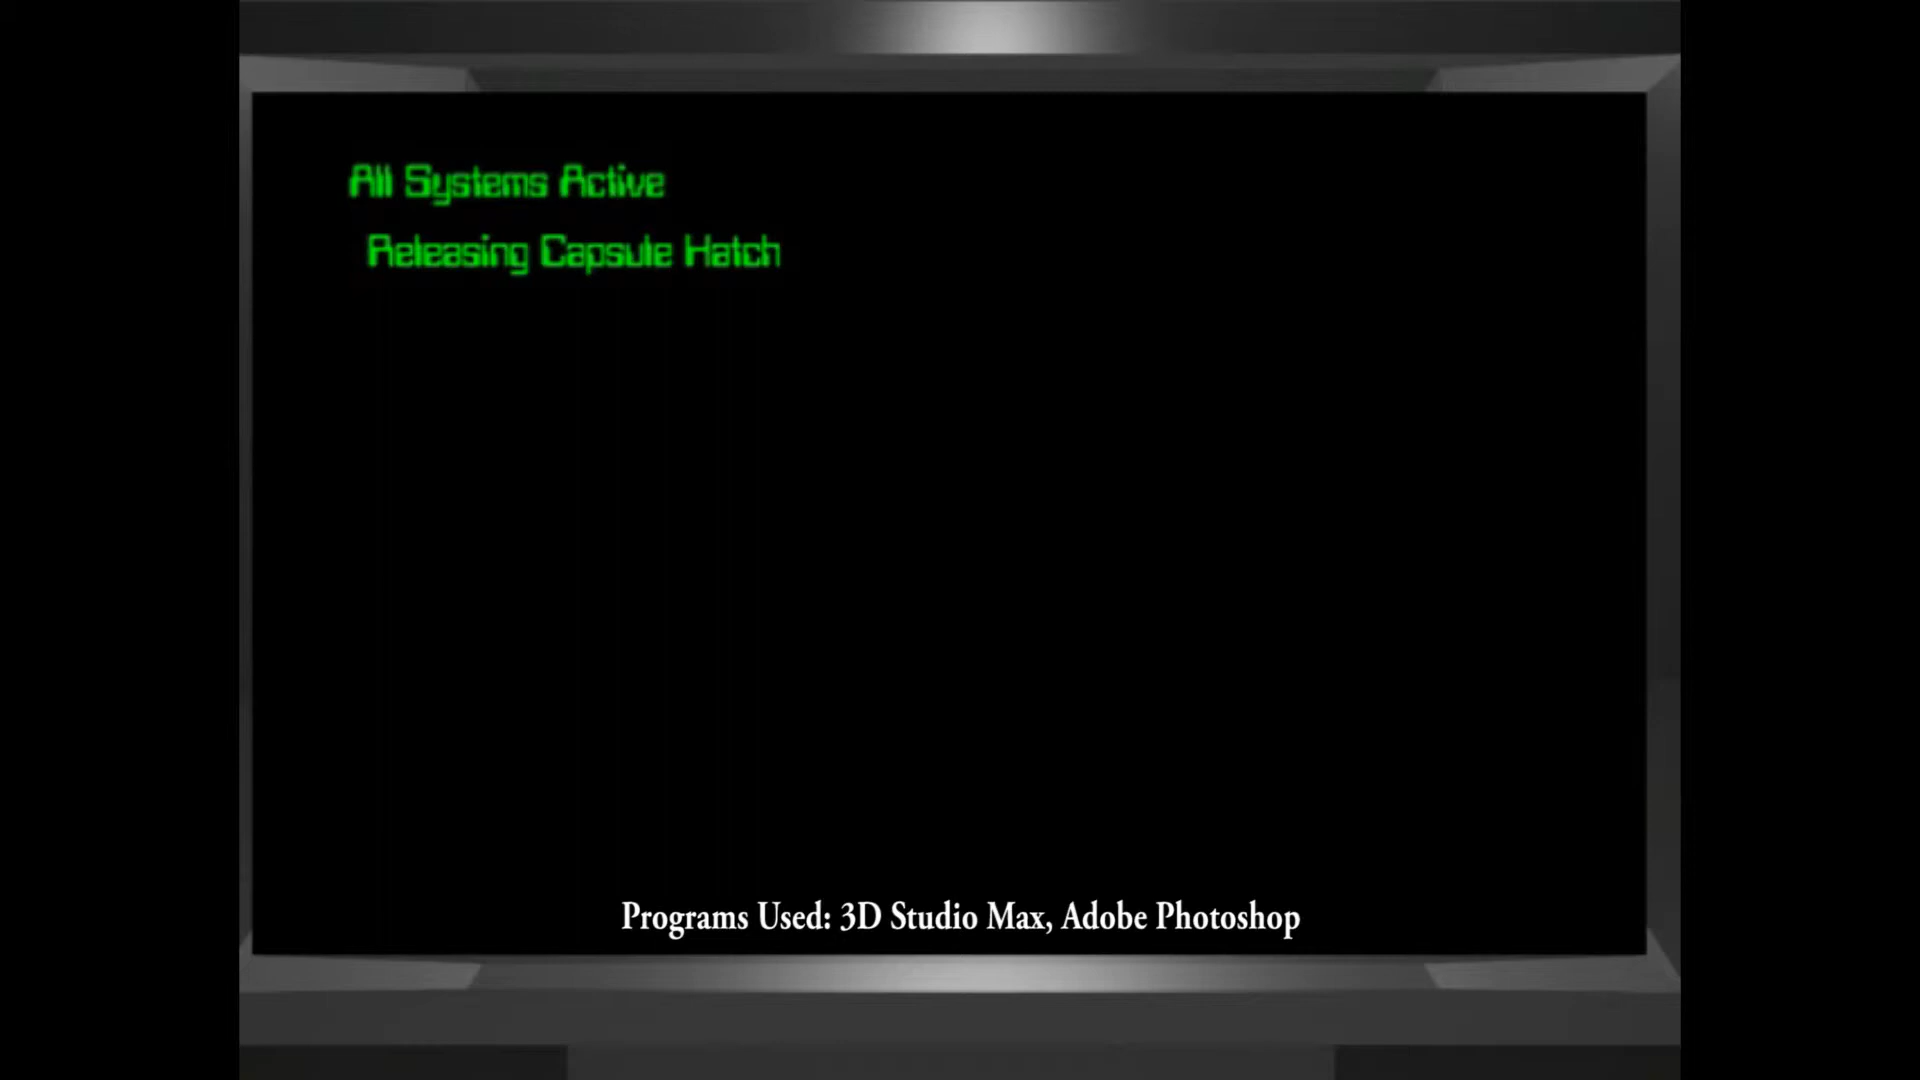 All Systems Active
Releasing Capsule Hatch
Programs Used: 3D Studio Max, Adobe Photoshop